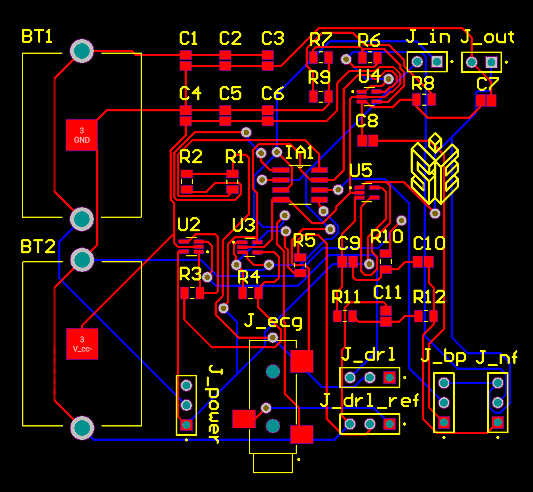 BT1 C1 C2 C3 R7 R6 J_in J_out
R9 U4 R8 C7
C4 C5 C6 C8
3
GND
R2 R1 IA1 U5
BT2 U2 U3 R5 C9 R10 C10
R3 R4
R11 C11 R12
J_ecg
3
V_cc-
J_power
J_drl J_bp J_nf
J_drl_ref